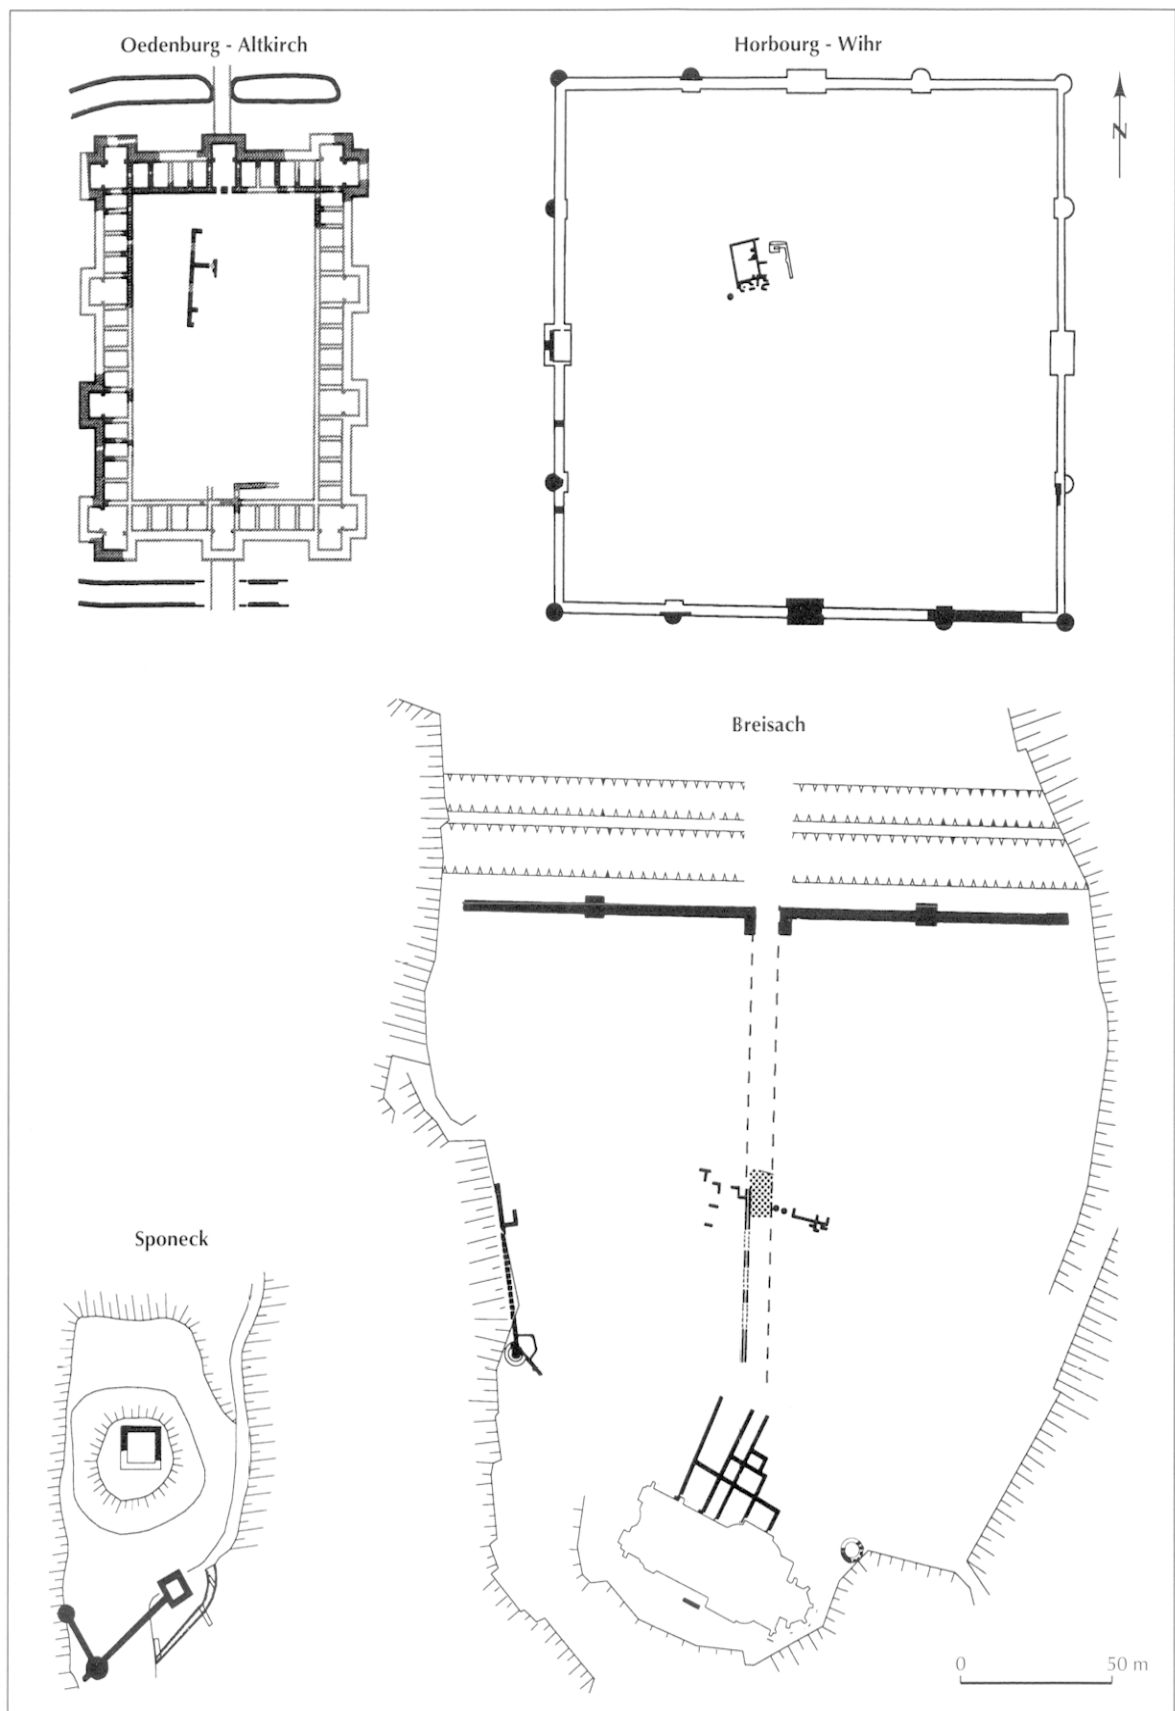 Oedenburg - Altkirch
Horbourg - Wihr
N
Breisach
Sponeck
0 50 m